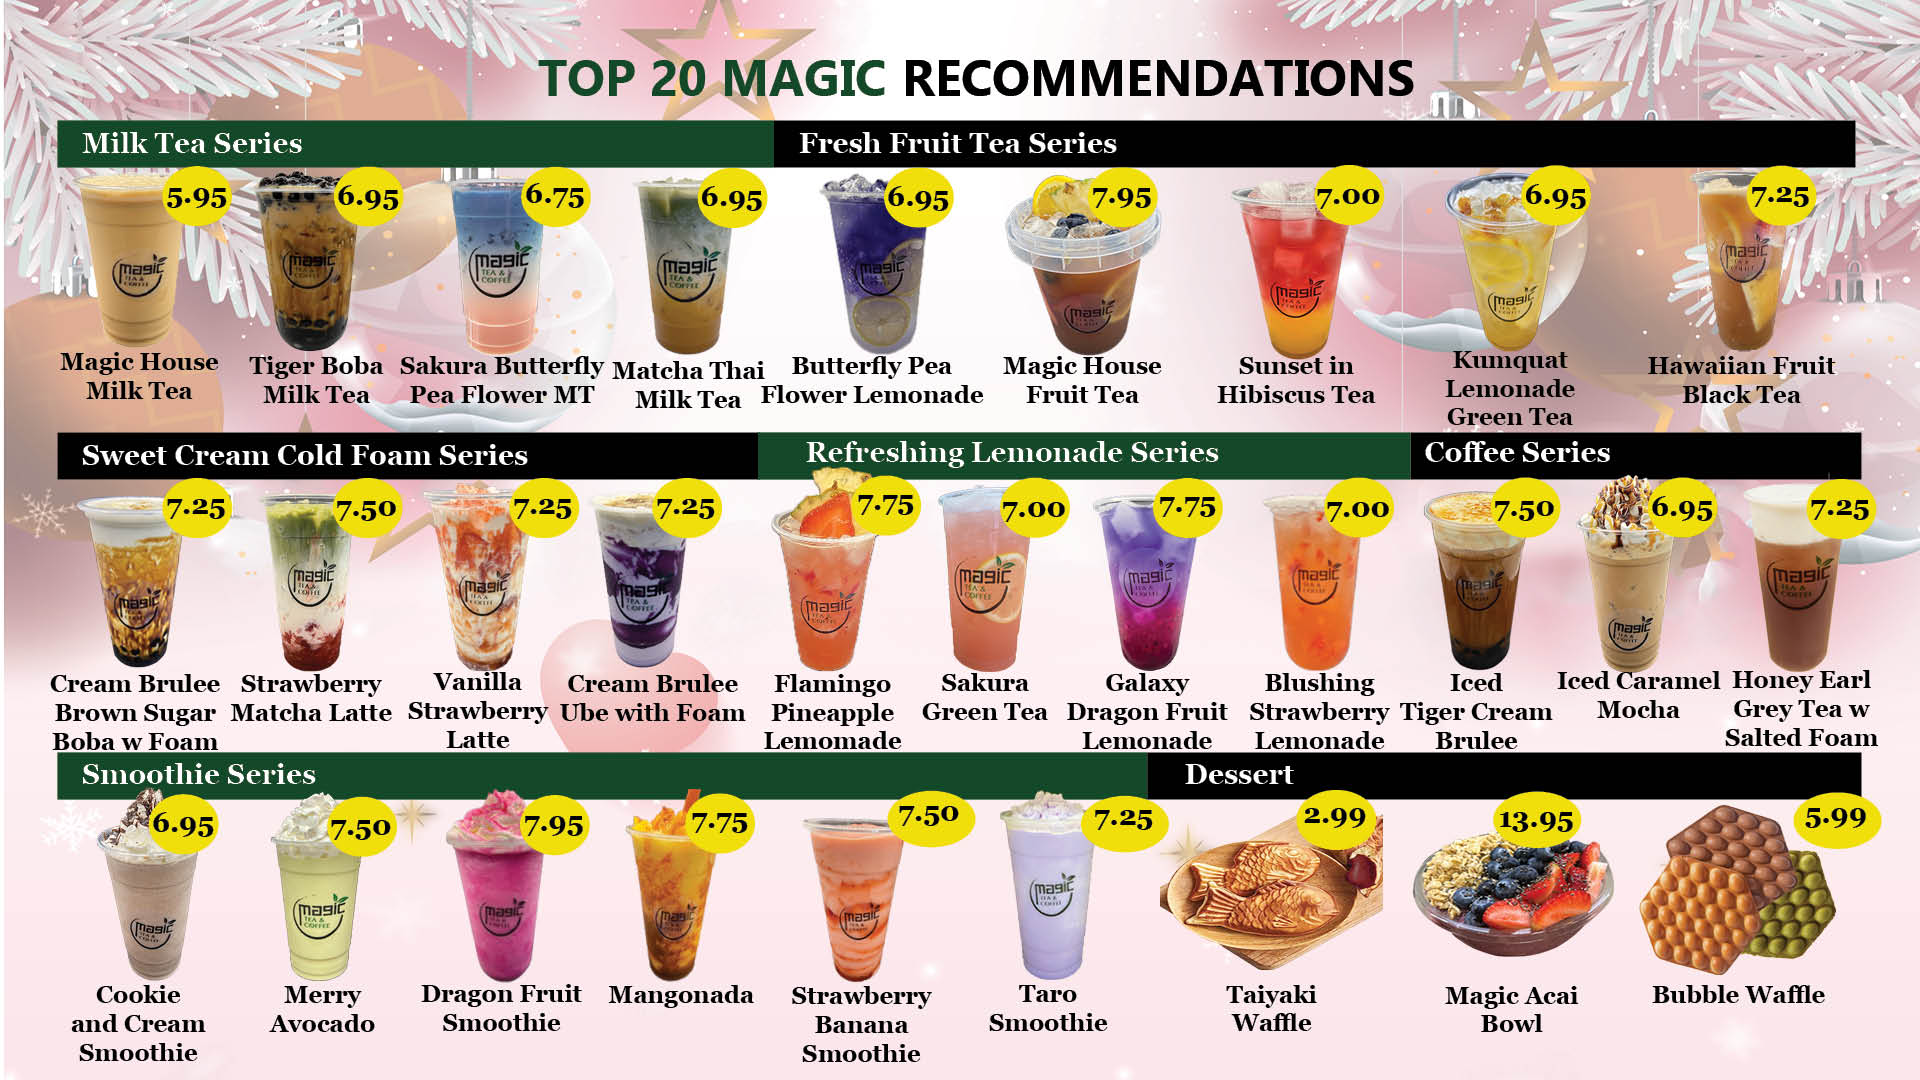 TOP 20 MAGIC RECOMMENDATIONS
Milk Tea Series
Fresh Fruit Tea Series
5.95
6.95
6.75
6.95
6.95
7.95
7.00
6.95
7.25
magic
TEA &
COFFEE
Magic House
Milk Tea
Tiger Boba
Milk Tea
Sakura Butterfly
Pea Flower MT
Matcha Thai
Milk Tea
Butterfly Pea
Flower Lemonade
Magic House
Fruit Tea
Sunset in
Hibiscus Tea
Kumquat
Lemonade
Green Tea
Hawaiian Fruit
Black Tea
Sweet Cream Cold Foam Series
Refreshing Lemonade Series
Coffee Series
7.25
7.50
7.25
7.25
7.75
7.00
7.75
7.00
7.50
6.95
7.25
Cream Brulee
Brown Sugar
Boba w Foam
Strawberry
Matcha Latte
Vanilla
Strawberry
Latte
Cream Brulee
Ube with Foam
Flamingo
Pineapple
Lemomade
Sakura
Green Tea
Galaxy
Dragon Fruit
Lemonade
Blushing
Strawberry
Lemonade
Iced
Tiger Cream
Brulee
Iced Caramel
Mocha
Honey Earl
Grey Tea w
Salted Foam
Smoothie Series
Dessert
6.95
7.50
7.95
7.75
7.50
7.25
2.99
13.95
5.99
Cookie
and Cream
Smoothie
Merry
Avocado
Dragon Fruit
Smoothie
Mangonada
Strawberry
Banana
Smoothie
Taro
Smoothie
Taiyaki
Waffle
Magic Acai
Bowl
Bubble Waffle